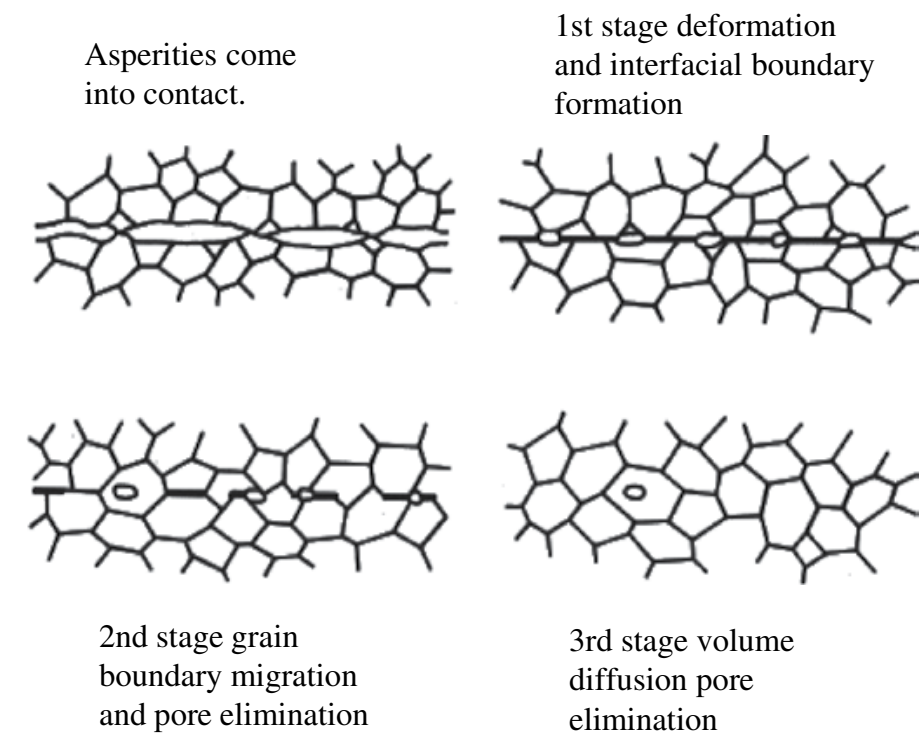 Asperities come
into contact.
1st stage deformation
and interfacial boundary
formation
2nd stage grain
boundary migration
and pore elimination
3rd stage volume
diffusion pore
elimination